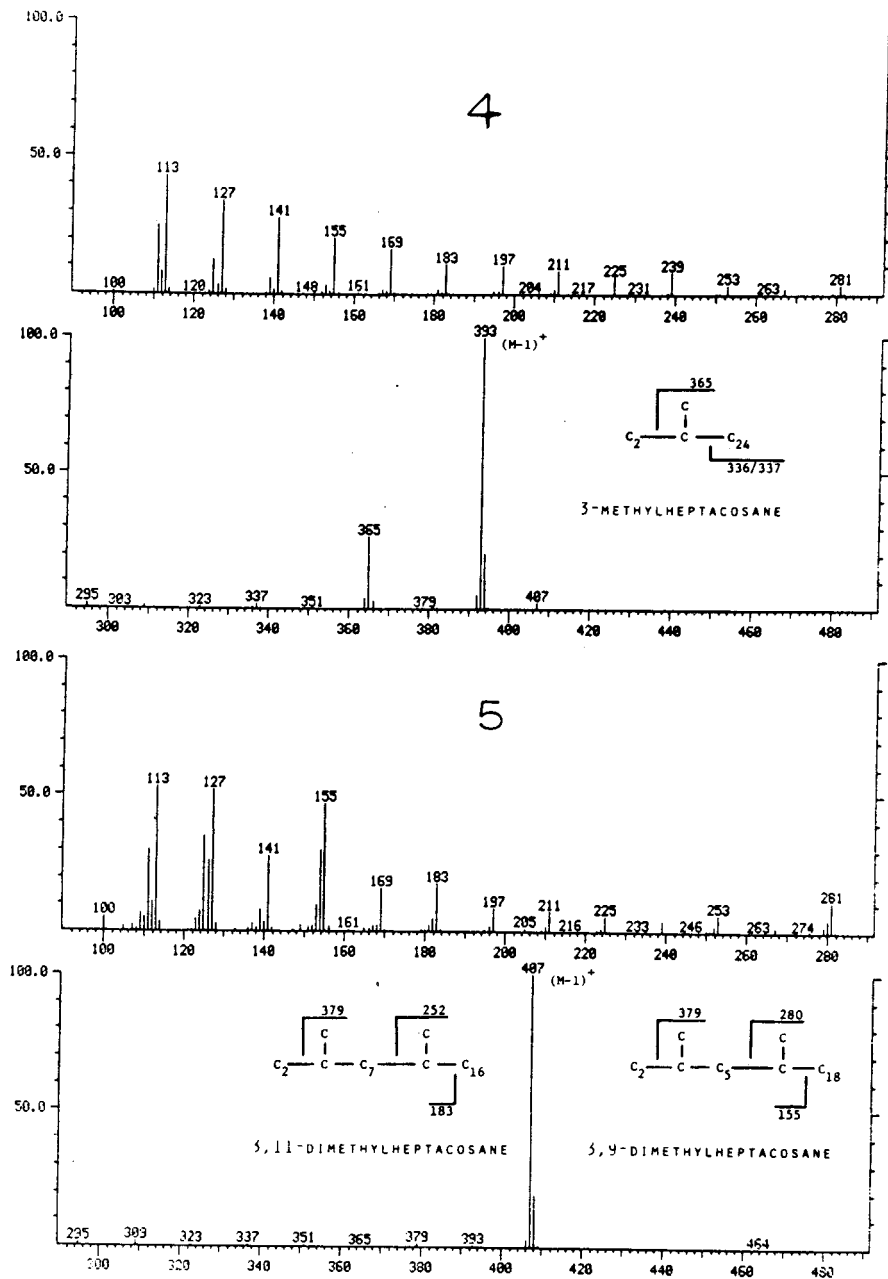 100.0
4
50.0
113
127
141
155
169
183
197
211
225
239
253
281
100
120
148
161
204
217
231
263
100 120 140 160 180 200 220 240 260 280
100.0
393
(M-1)+
365
C
C2 C C24
336/337
50.0
3-METHYLHEPTACOSANE
365
295 303 323 337 351 379 407
300 320 340 360 380 400 420 440 460 480
100.0
5
113 127 155
50.0
141
169 183
197 211 225 253 281
100 161 205 216 233 246 263 274
100 120 140 160 180 200 220 240 260 280
100.0
407
(M-1)+
379 252
C C
C2 C C7 C C16
183
379 280
C C
C2 C C5 C C18
155
50.0
3,11-DIMETHYLHEPTACOSANE
3,9-DIMETHYLHEPTACOSANE
295 309 323 337 351 365 379 393 464
300 320 340 360 380 400 420 440 460 480